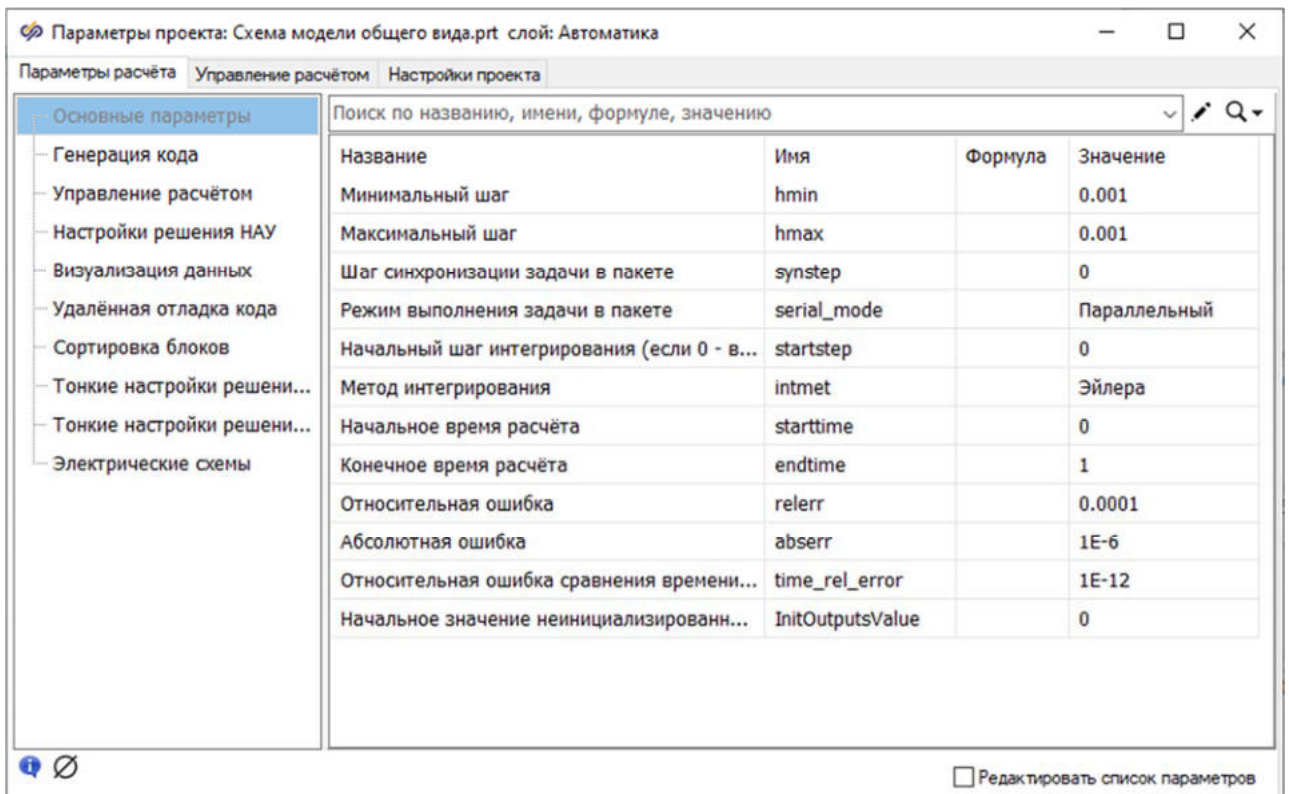 Параметры проекта: Схема модели общего вида.prt слой: Автоматика
Параметры расчёта Управление расчётом Настройки проекта
Основные параметры
Генерация кода
Управление расчётом
Настройки решения НАУ
Визуализация данных
Удалённая отладка кода
Сортировка блоков
Тонкие настройки решени...
Тонкие настройки решени...
Электрические схемы
Поиск по названию, имени, формуле, значению
Название Имя Формула Значение
Минимальный шаг hmin 0.001
Максимальный шаг hmax 0.001
Шаг синхронизации задачи в пакете synstep 0
Режим выполнения задачи в пакете serial_mode Параллельный
Начальный шаг интегрирования (если 0 - в... startstep 0
Метод интегрирования intmet Эйлера
Начальное время расчёта starttime 0
Конечное время расчёта endtime 1
Относительная ошибка relerr 0.0001
Абсолютная ошибка abserr 1E-6
Относительная ошибка сравнения времени... time_rel_error 1E-12
Начальное значение неинициализированн... InitOutputsValue 0
Редактировать список параметров